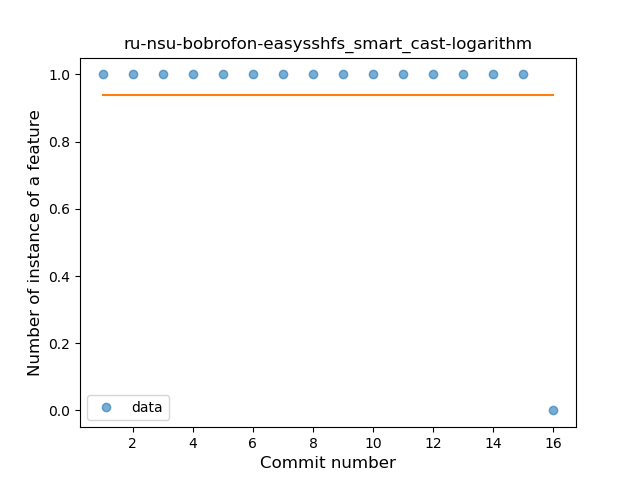 ru-nsu-bobrofon-easysshfs_smart_cast-logarithm
Number of instance of a feature
1.0
0.8
0.6
0.4
0.2
0.0
data
2 4 6 8 10 12 14 16
Commit number